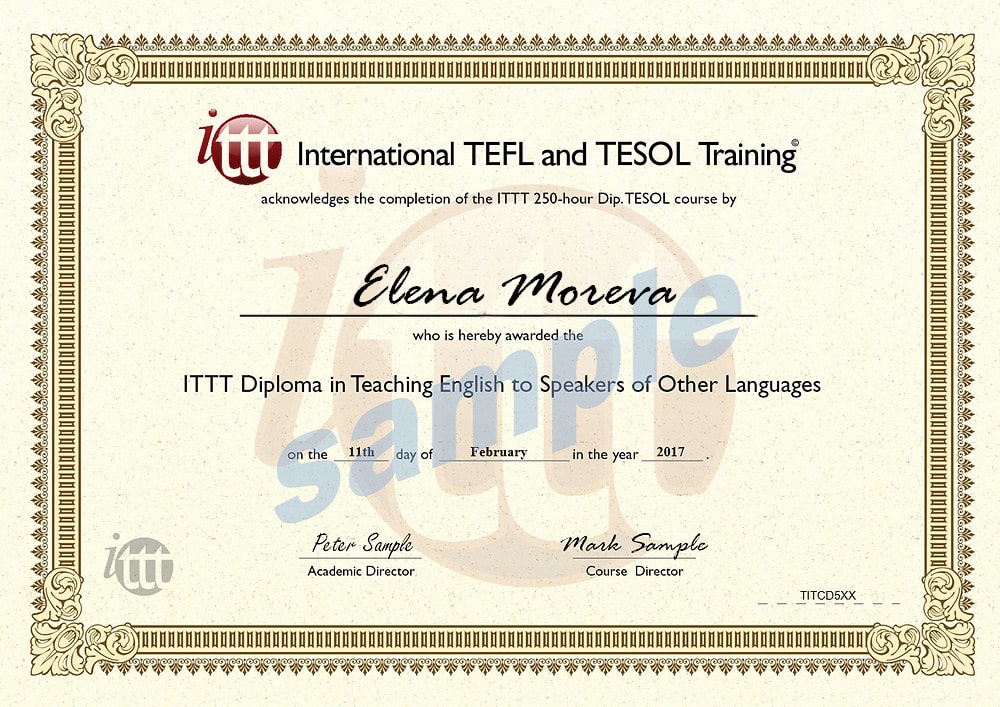 ittt International TEFL and TESOL Training©
acknowledges the completion of the ITTT 250-hour Dip.TESOL course by
Elena Moreva
who is hereby awarded the
ITTT Diploma in Teaching English to Speakers of Other Languages
sample
on the 11th day of February in the year 2017 .
Peter Sample Mark Sample
Academic Director Course Director
ittt
TITCD5XX